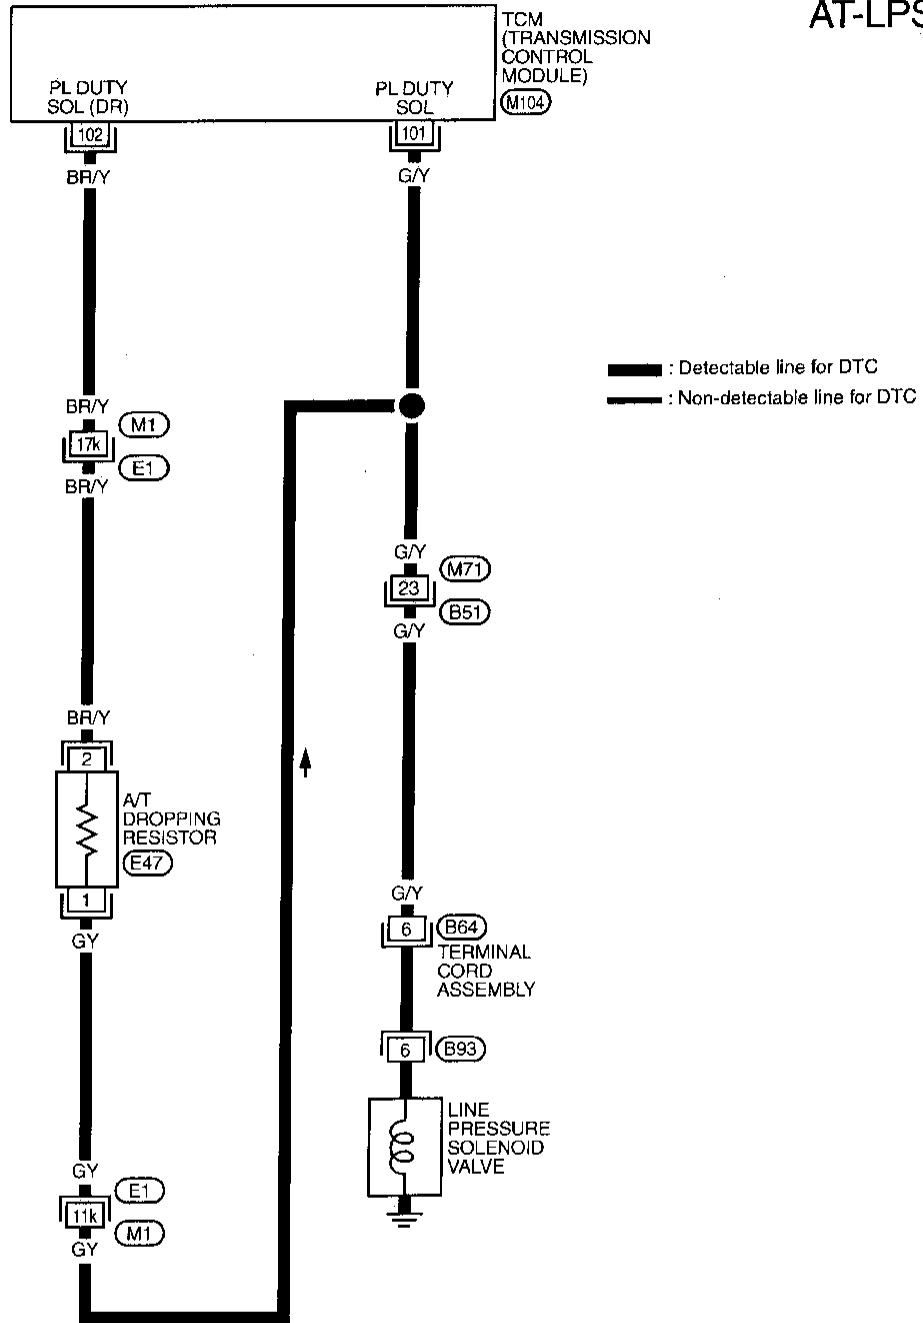 AT-LPS
TCM
(TRANSMISSION
CONTROL
MODULE)
M104
PL DUTY
SOL (DR)
PL DUTY
SOL
102
101
BR/Y
G/Y
: Detectable line for DTC
: Non-detectable line for DTC
BR/Y
M1
17k
E1
BR/Y
G/Y
M71
23
B51
G/Y
BR/Y
2
A/T
DROPPING
RESISTOR
E47
1
GY
G/Y
6
B64
TERMINAL
CORD
ASSEMBLY
6
B93
LINE
PRESSURE
SOLENOID
VALVE
GY
E1
11k
M1
GY